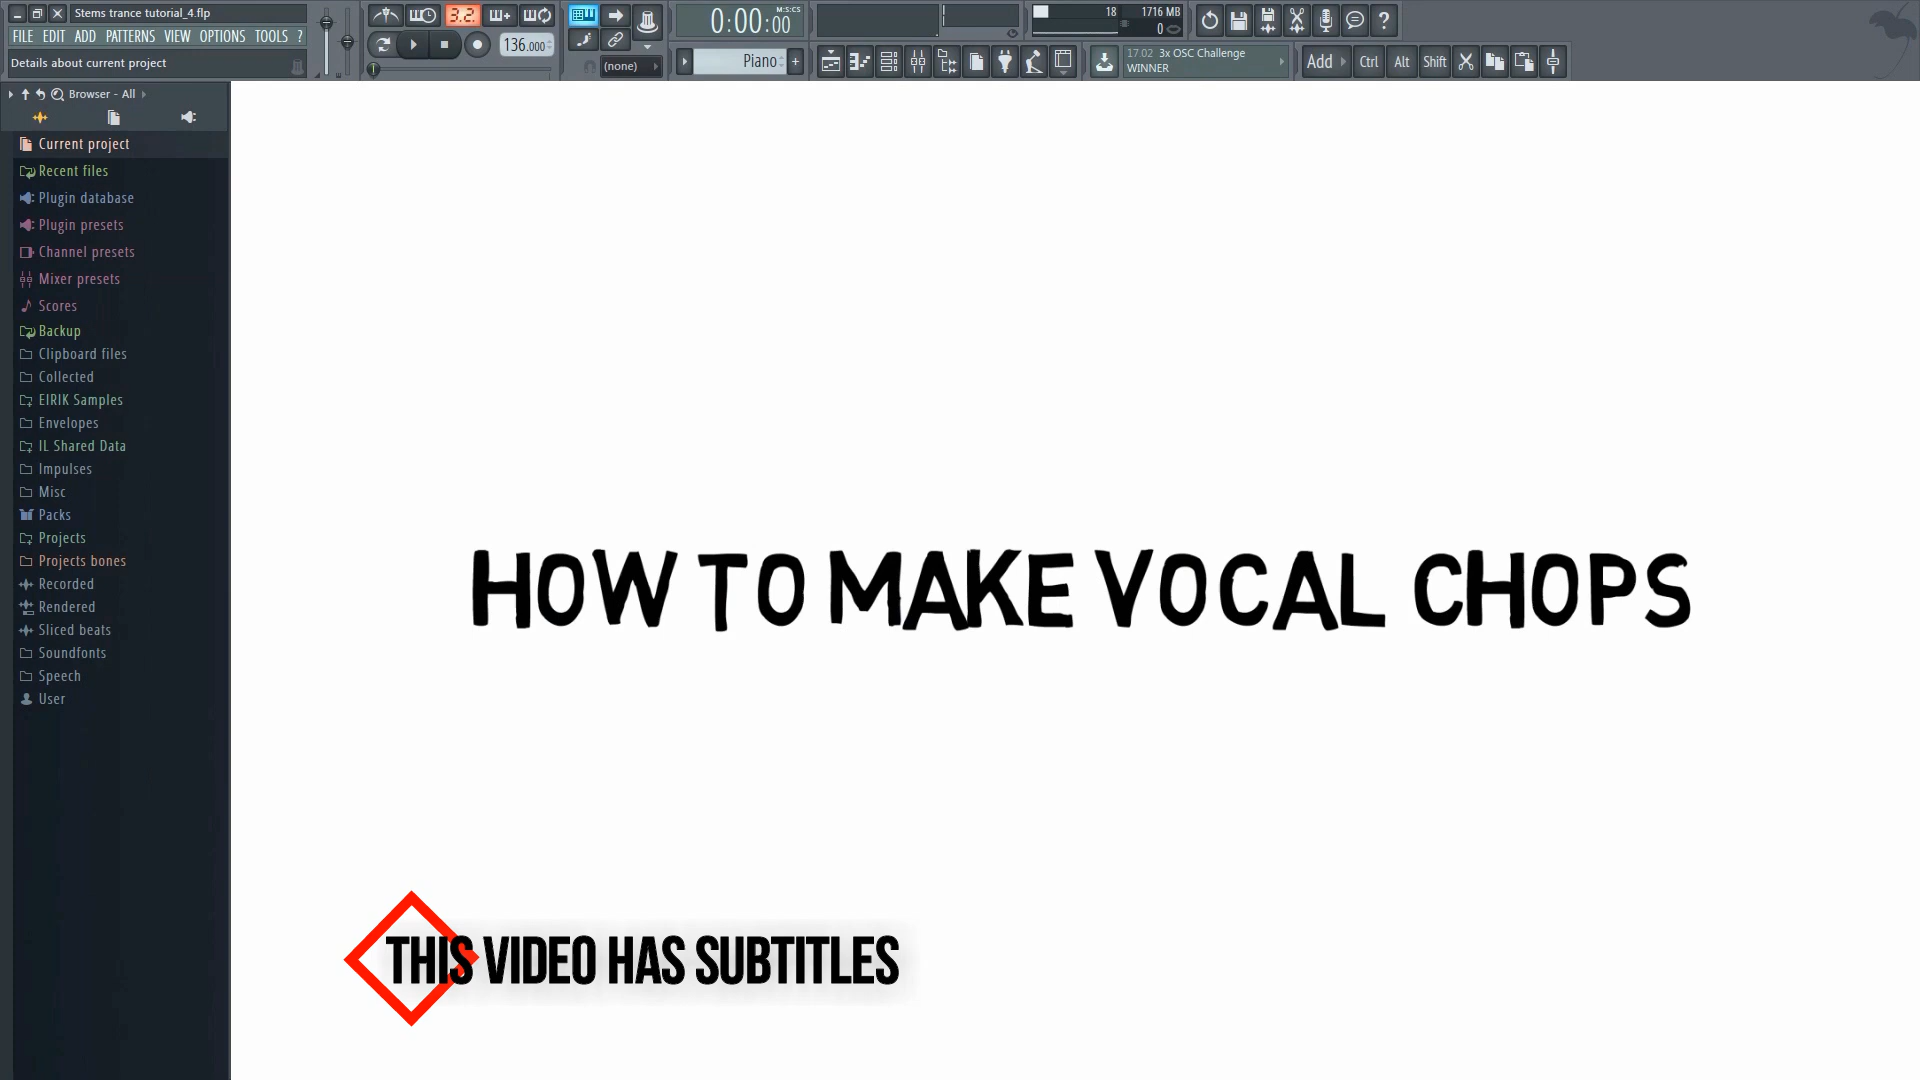 Stems trance tutorial_4.flp
FILE EDIT ADD PATTERNS VIEW OPTIONS TOOLS ?
Details about current project
3.2.
136.000
(none)
0:00:00
M:S:CS
Piano
18
1716 MB
0
17.02 3x OSC Challenge
WINNER
Add
Ctrl
Alt
Shift
Browser - All
Current project
Recent files
Plugin database
Plugin presets
Channel presets
Mixer presets
Scores
Backup
Clipboard files
Collected
EIRIK Samples
Envelopes
IL Shared Data
Impulses
Misc
Packs
Projects
Projects bones
Recorded
Rendered
Sliced beats
Soundfonts
Speech
User
HOW TO MAKE VOCAL CHOPS
THIS VIDEO HAS SUBTITLES